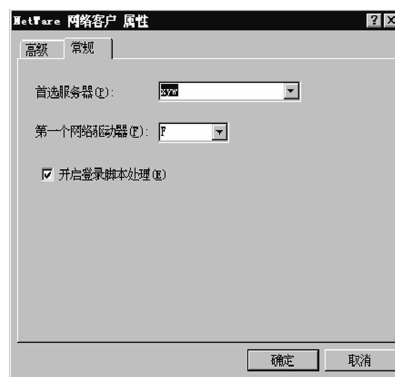 NetWare 网络客户 属性
高级 常规
首选服务器(P): xyw
第一个网络驱动器(F): F
开启登录脚本处理(E)
确定 取消